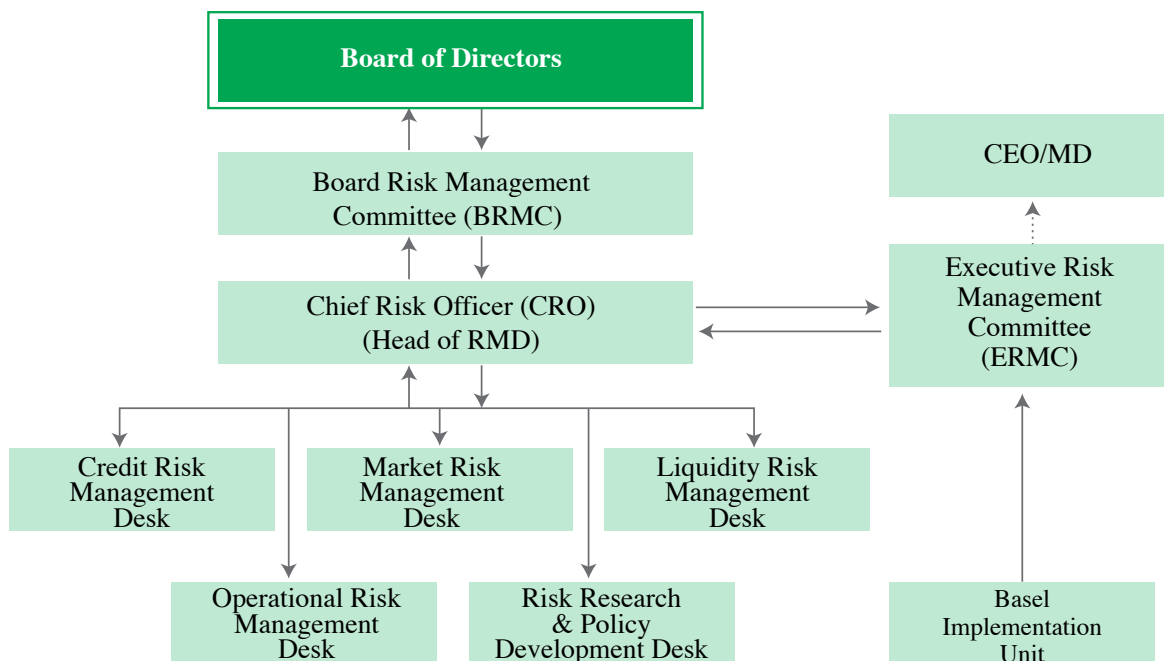 Board of Directors
CEO/MD
Board Risk Management
Committee (BRMC)
Executive Risk
Management
Committee
(ERMC)
Chief Risk Officer (CRO)
(Head of RMD)
Credit Risk
Management
Desk
Market Risk
Management
Desk
Liquidity Risk
Management
Desk
Operational Risk
Management
Desk
Risk Research
& Policy
Development Desk
Basel
Implementation
Unit